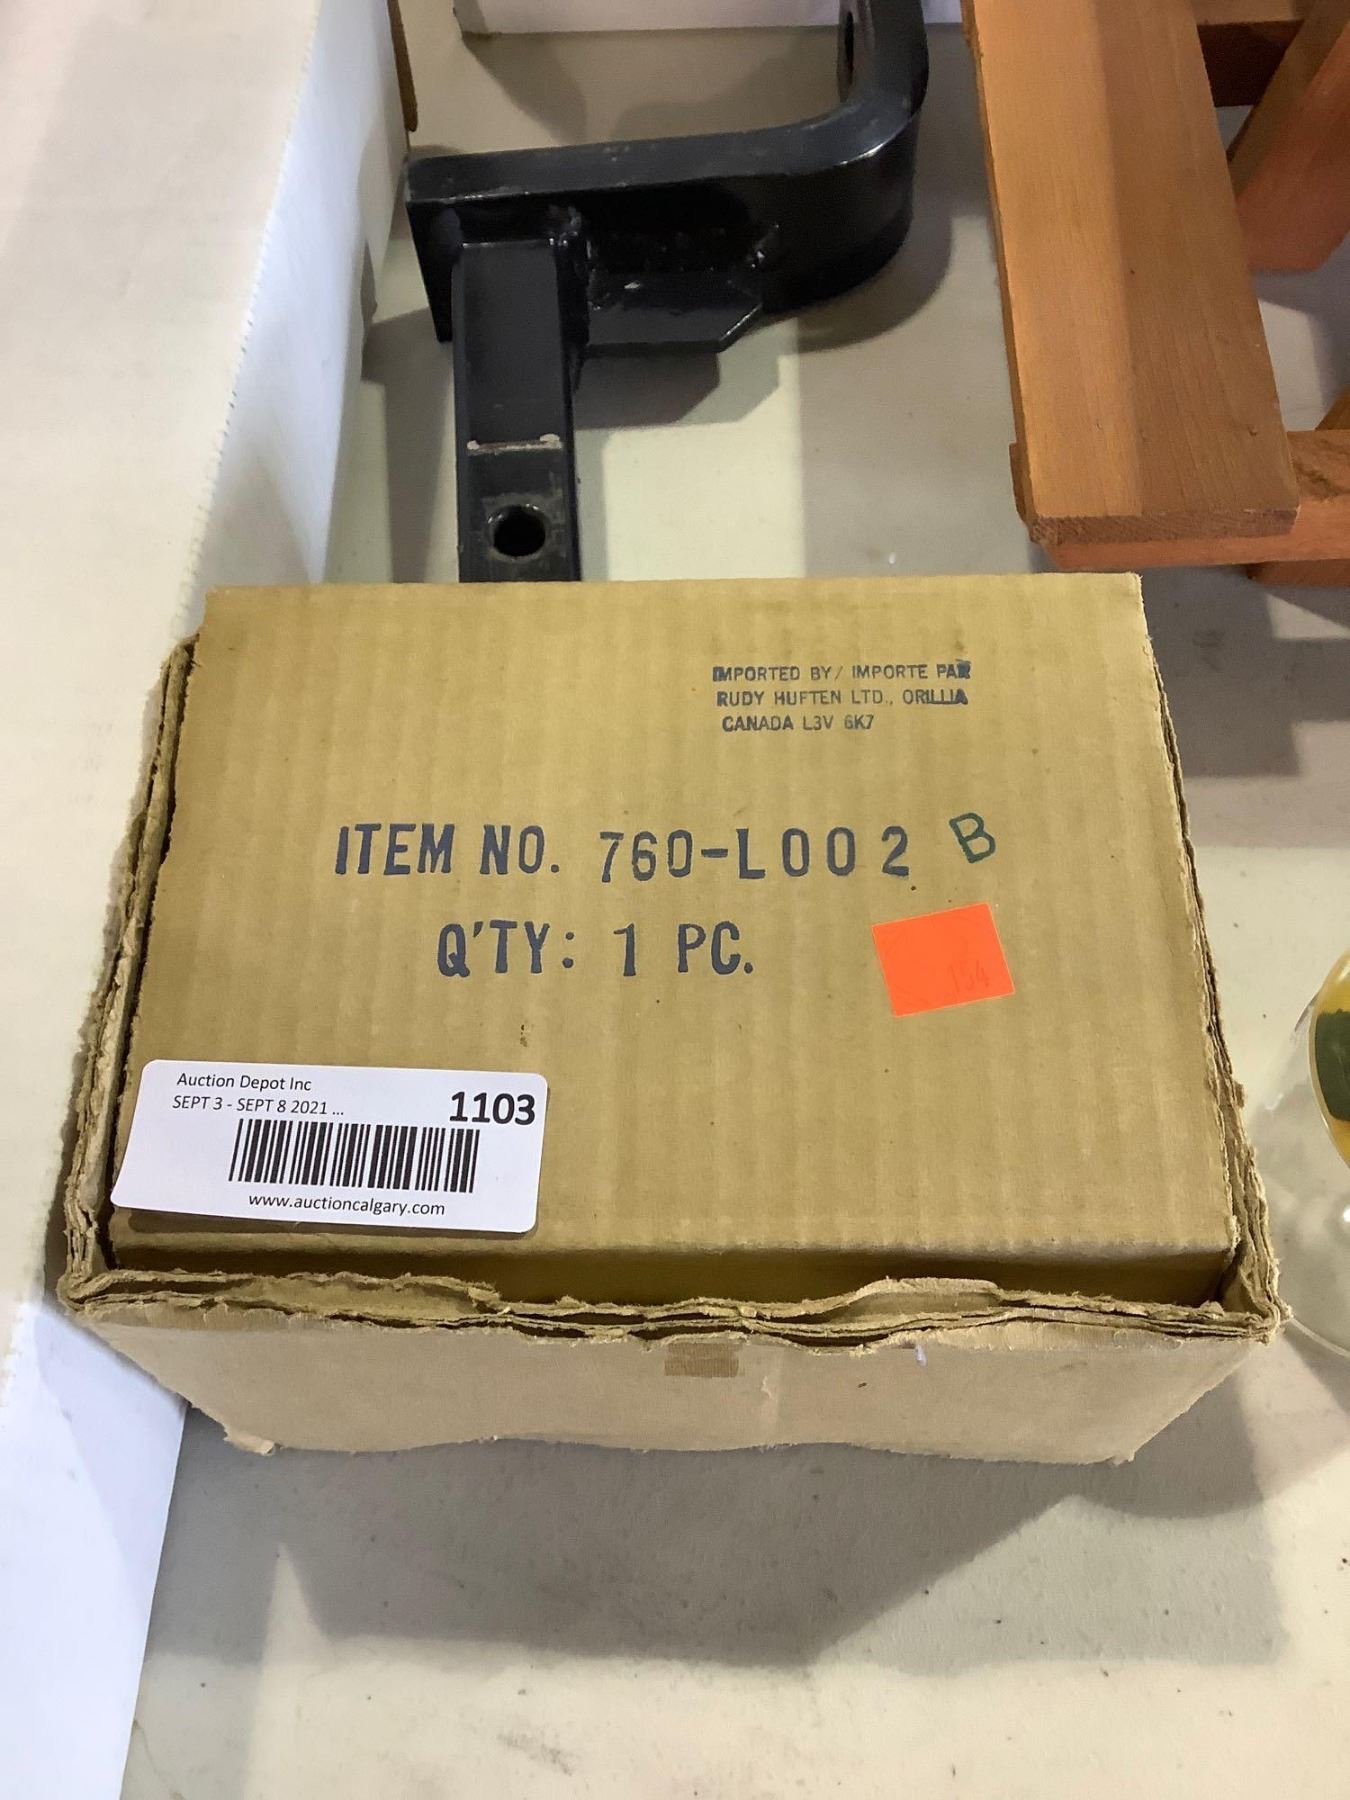 IMPORTED BY/ IMPORTE PAR
RUDY HUFTEN LTD., ORILLIA
CANADA L3V 6K7
ITEM NO. 760-L002 B
Q'TY: 1 PC.
154
Auction Depot Inc
SEPT 3 - SEPT 8 2021 ...
1103
www.auctioncalgary.com